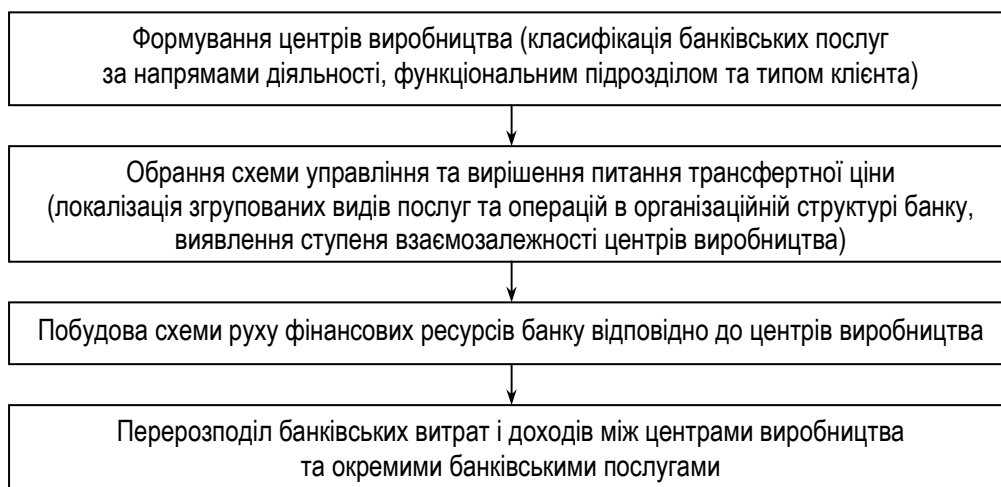 Формування центрів виробництва (класифікація банківських послуг
за напрямами діяльності, функціональним підрозділом та типом клієнта)
Обрання схеми управління та вирішення питання трансфертної ціни
(локалізація згрупованих видів послуг та операцій в організаційній структурі банку,
виявлення ступеня взаємозалежності центрів виробництва)
Побудова схеми руху фінансових ресурсів банку відповідно до центрів виробництва
Перерозподіл банківських витрат і доходів між центрами виробництва
та окремими банківськими послугами